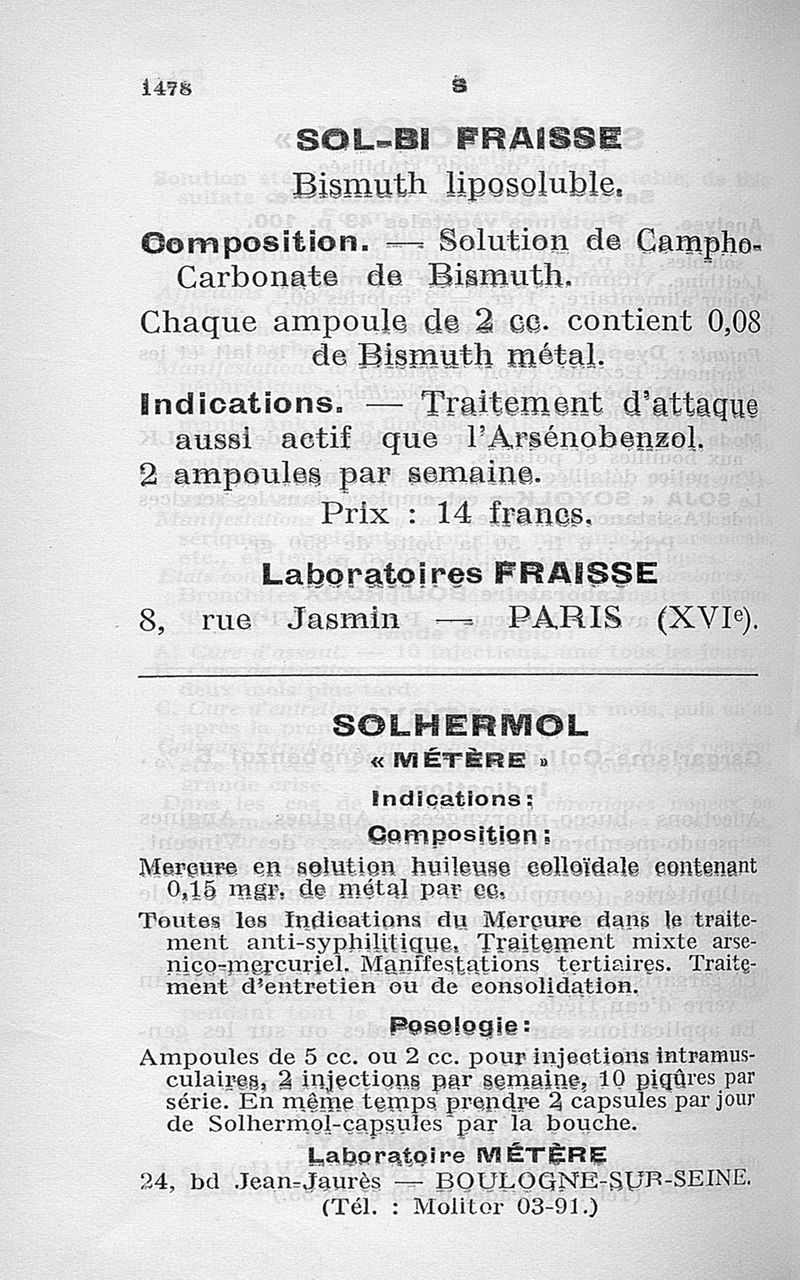 1478
S
SOL-BI FRAISSE
Bismuth liposoluble.
Composition. — Solution de Campho-
Carbonate de Bismuth.
Chaque ampoule de 2 cc. contient 0,08
de Bismuth métal.
Indications. — Traitement d'attaque
aussi actif que l'Arsénobenzol.
2 ampoules par semaine.
Prix : 14 francs.
Laboratoires FRAISSE
8, rue Jasmin — PARIS (XVIe).
SOLHERMOL
« MÉTÈRE »
Indications :
Composition :
Mercure en solution huileuse colloïdale contenant
0,15 mgr. de métal par cc.
Toutes les Indications du Mercure dans le traite-
ment anti-syphilitique. Traitement mixte arse-
nico-mercuriel. Manifestations tertiaires. Traite-
ment d'entretien ou de consolidation.
Posologie :
Ampoules de 5 cc. ou 2 cc. pour injections intramus-
culaires, 2 injections par semaine, 10 piqûres par
série. En même temps prendre 2 capsules par jour
de Solhermol-capsules par la bouche.
Laboratoire MÉTÈRE
24, bd Jean-Jaurès — BOULOGNE-SUR-SEINE.
(Tél. : Molitor 03-91.)